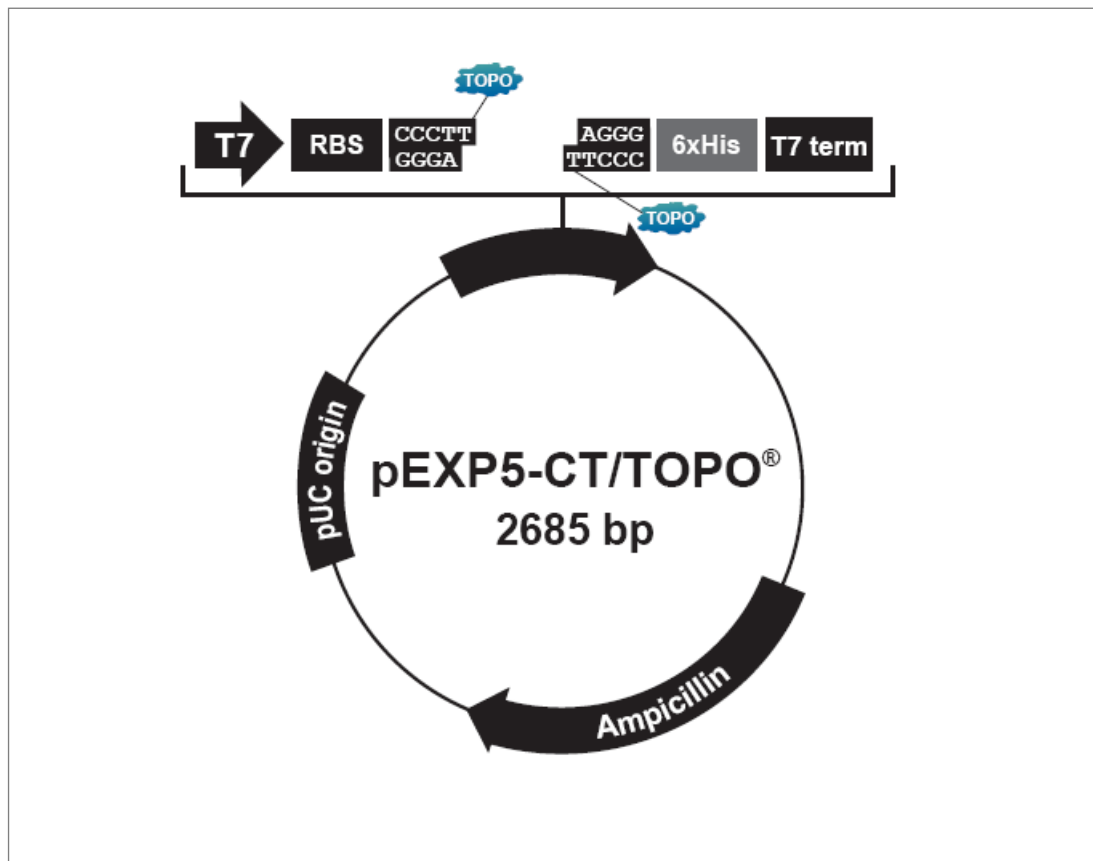 TOPO
T7
RBS
CCCTT
GGGA
AGGG
TTCCC
6xHis
T7 term
TOPO
pUC origin
pEXP5-CT/TOPO®
2685 bp
Ampicillin